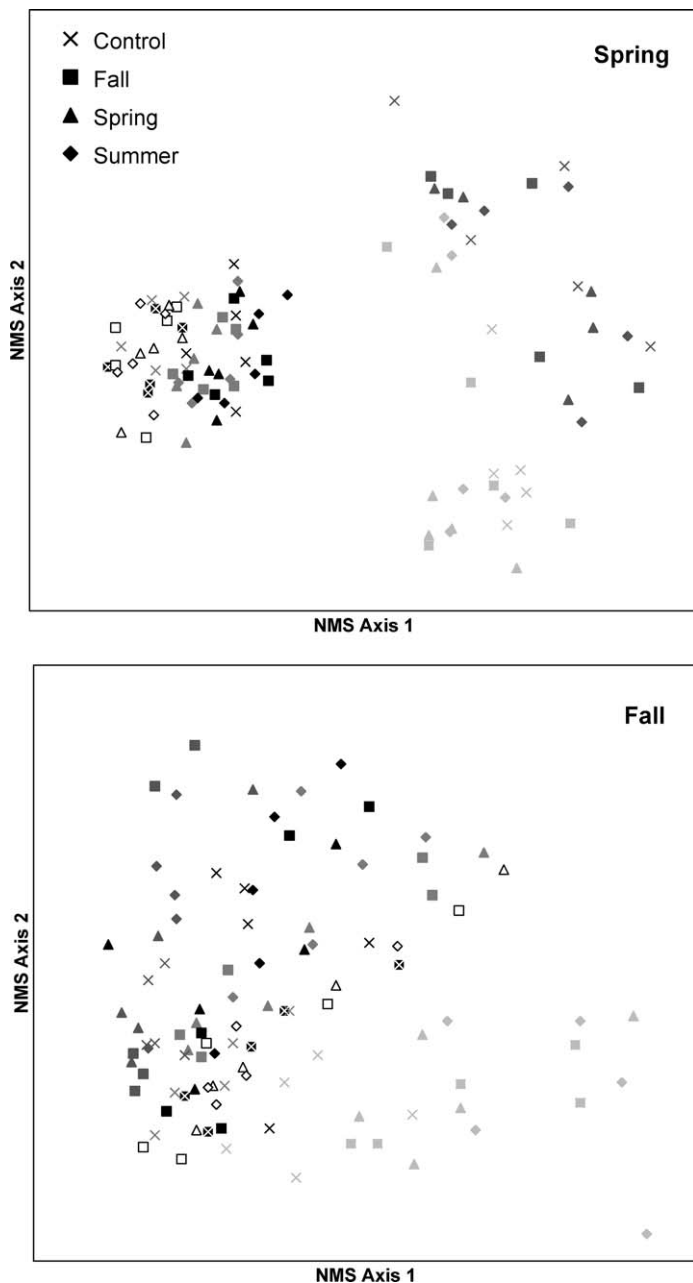 Control
Fall
Spring
Summer
Spring
NMS Axis 2
NMS Axis 1
Fall
NMS Axis 2
NMS Axis 1